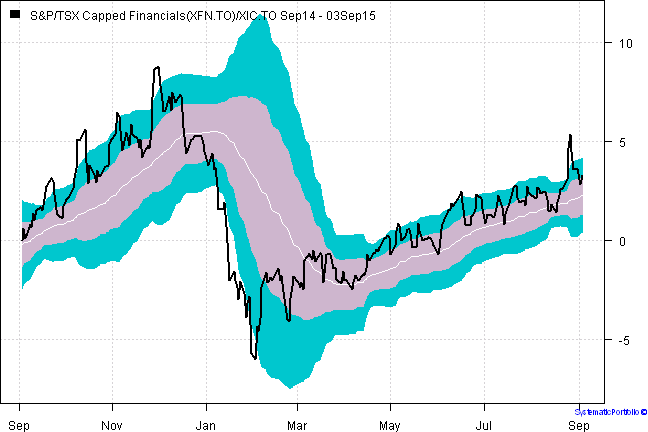 S&P/TSX Capped Financials(XFN.TO)/XIC.TO Sep14 - 03Sep15
10
5
0
-5
Sep Nov Jan Mar May Jul Sep
SystematicPortfolio ©